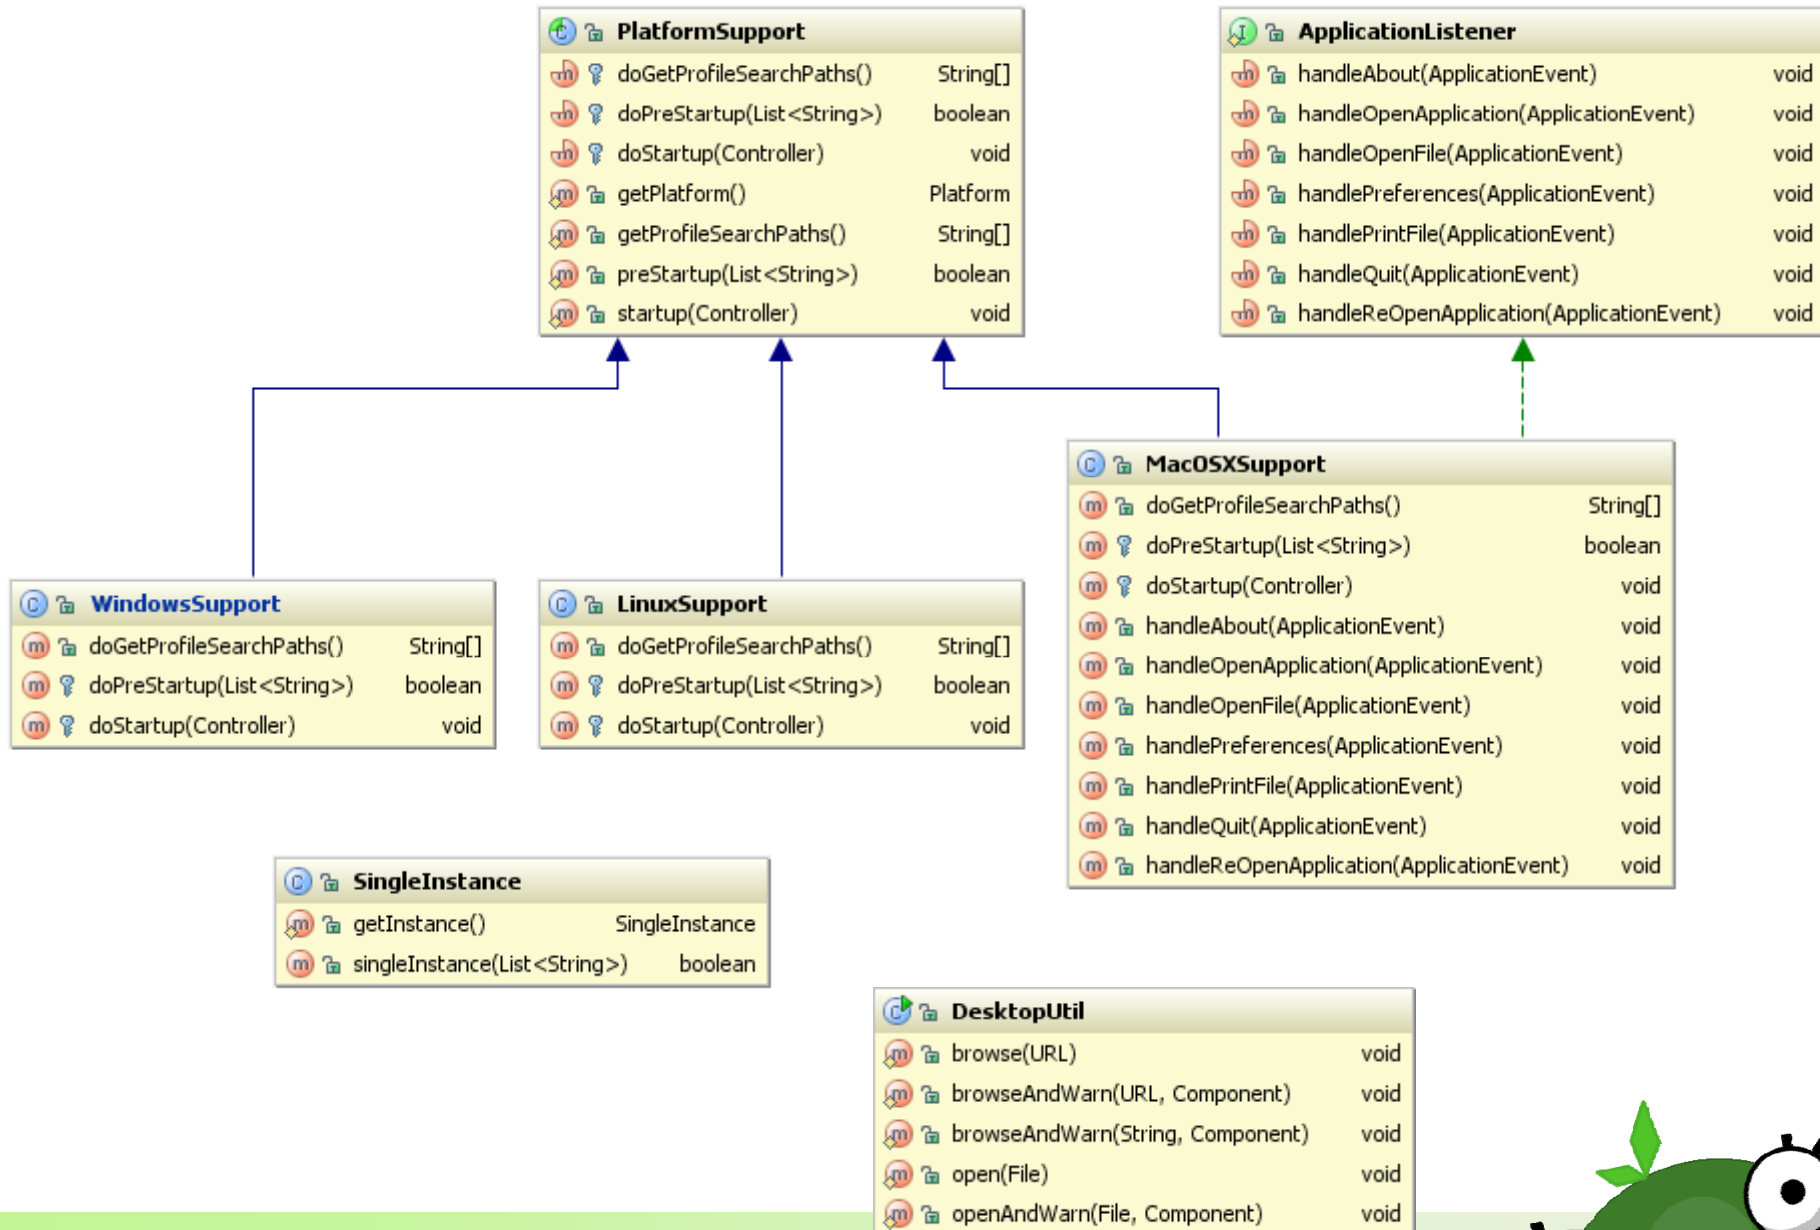 PlatformSupport
doGetProfileSearchPaths() String[]
doPreStartup(List<String>) boolean
doStartup(Controller) void
getPlatform() Platform
getProfileSearchPaths() String[]
preStartup(List<String>) boolean
startup(Controller) void
ApplicationListener
handleAbout(ApplicationEvent) void
handleOpenApplication(ApplicationEvent) void
handleOpenFile(ApplicationEvent) void
handlePreferences(ApplicationEvent) void
handlePrintFile(ApplicationEvent) void
handleQuit(ApplicationEvent) void
handleReOpenApplication(ApplicationEvent) void
WindowsSupport
doGetProfileSearchPaths() String[]
doPreStartup(List<String>) boolean
doStartup(Controller) void
LinuxSupport
doGetProfileSearchPaths() String[]
doPreStartup(List<String>) boolean
doStartup(Controller) void
MacOSXSupport
doGetProfileSearchPaths() String[]
doPreStartup(List<String>) boolean
doStartup(Controller) void
handleAbout(ApplicationEvent) void
handleOpenApplication(ApplicationEvent) void
handleOpenFile(ApplicationEvent) void
handlePreferences(ApplicationEvent) void
handlePrintFile(ApplicationEvent) void
handleQuit(ApplicationEvent) void
handleReOpenApplication(ApplicationEvent) void
SingleInstance
getInstance() SingleInstance
singleInstance(List<String>) boolean
DesktopUtil
browse(URL) void
browseAndWarn(URL, Component) void
browseAndWarn(String, Component) void
open(File) void
openAndWarn(File, Component) void